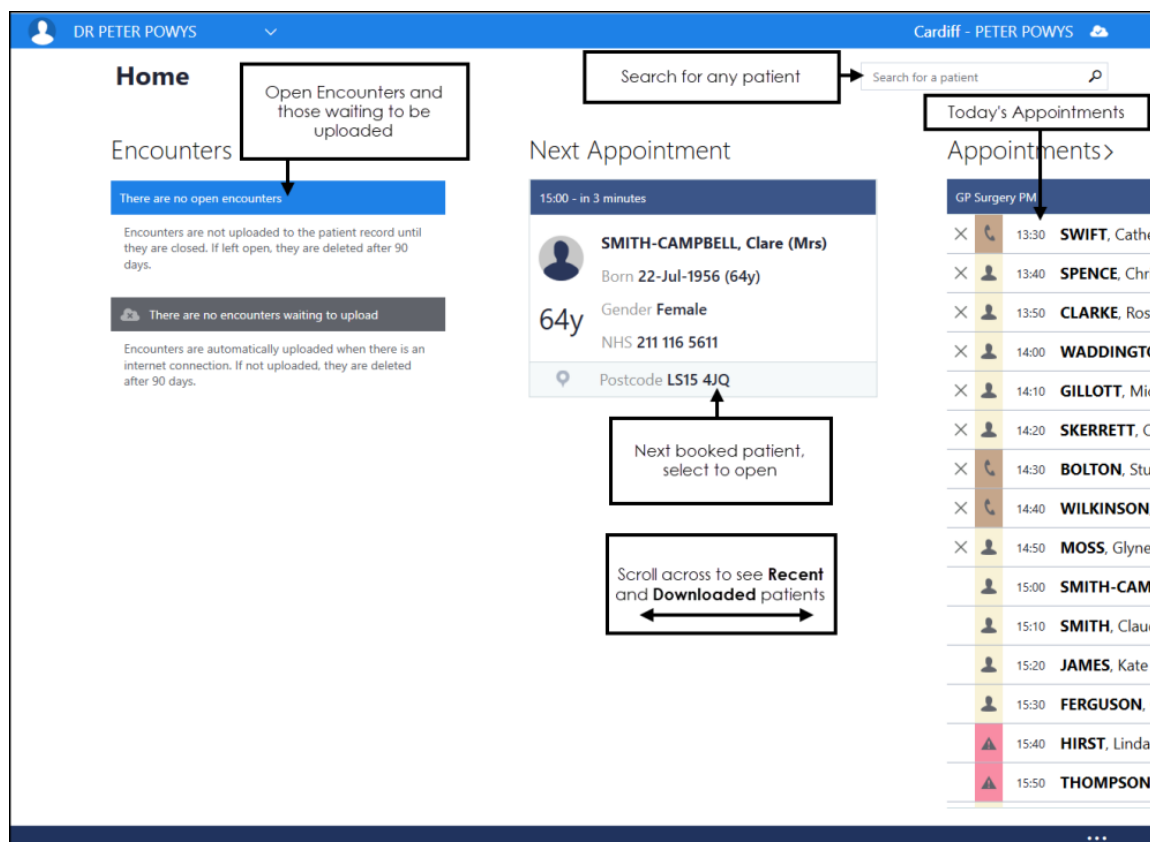 DR PETER POWYS
Cardiff - PETER POWYS
Home
Open Encounters and
those waiting to be
uploaded
Search for any patient
Search for a patient
Today's Appointments
Encounters
There are no open encounters
Encounters are not uploaded to the patient record until
they are closed. If left open, they are deleted after 90
days.
There are no encounters waiting to upload
Encounters are automatically uploaded when there is an
internet connection. If not uploaded, they are deleted
after 90 days.
Next Appointment
15:00 - in 3 minutes
SMITH-CAMPBELL, Clare (Mrs)
Born 22-Jul-1956 (64y)
64y
Gender Female
NHS 211 116 5611
Postcode LS15 4JQ
Next booked patient,
select to open
Scroll across to see Recent
and Downloaded patients
Appointments>
GP Surgery PM
13:30 SWIFT, Cathe
13:40 SPENCE, Chr
13:50 CLARKE, Ros
14:00 WADDINGTO
14:10 GILLOTT, Mic
14:20 SKERRETT, C
14:30 BOLTON, Stu
14:40 WILKINSON,
14:50 MOSS, Glyne
15:00 SMITH-CAM
15:10 SMITH, Clau
15:20 JAMES, Kate
15:30 FERGUSON,
15:40 HIRST, Linda
15:50 THOMPSON